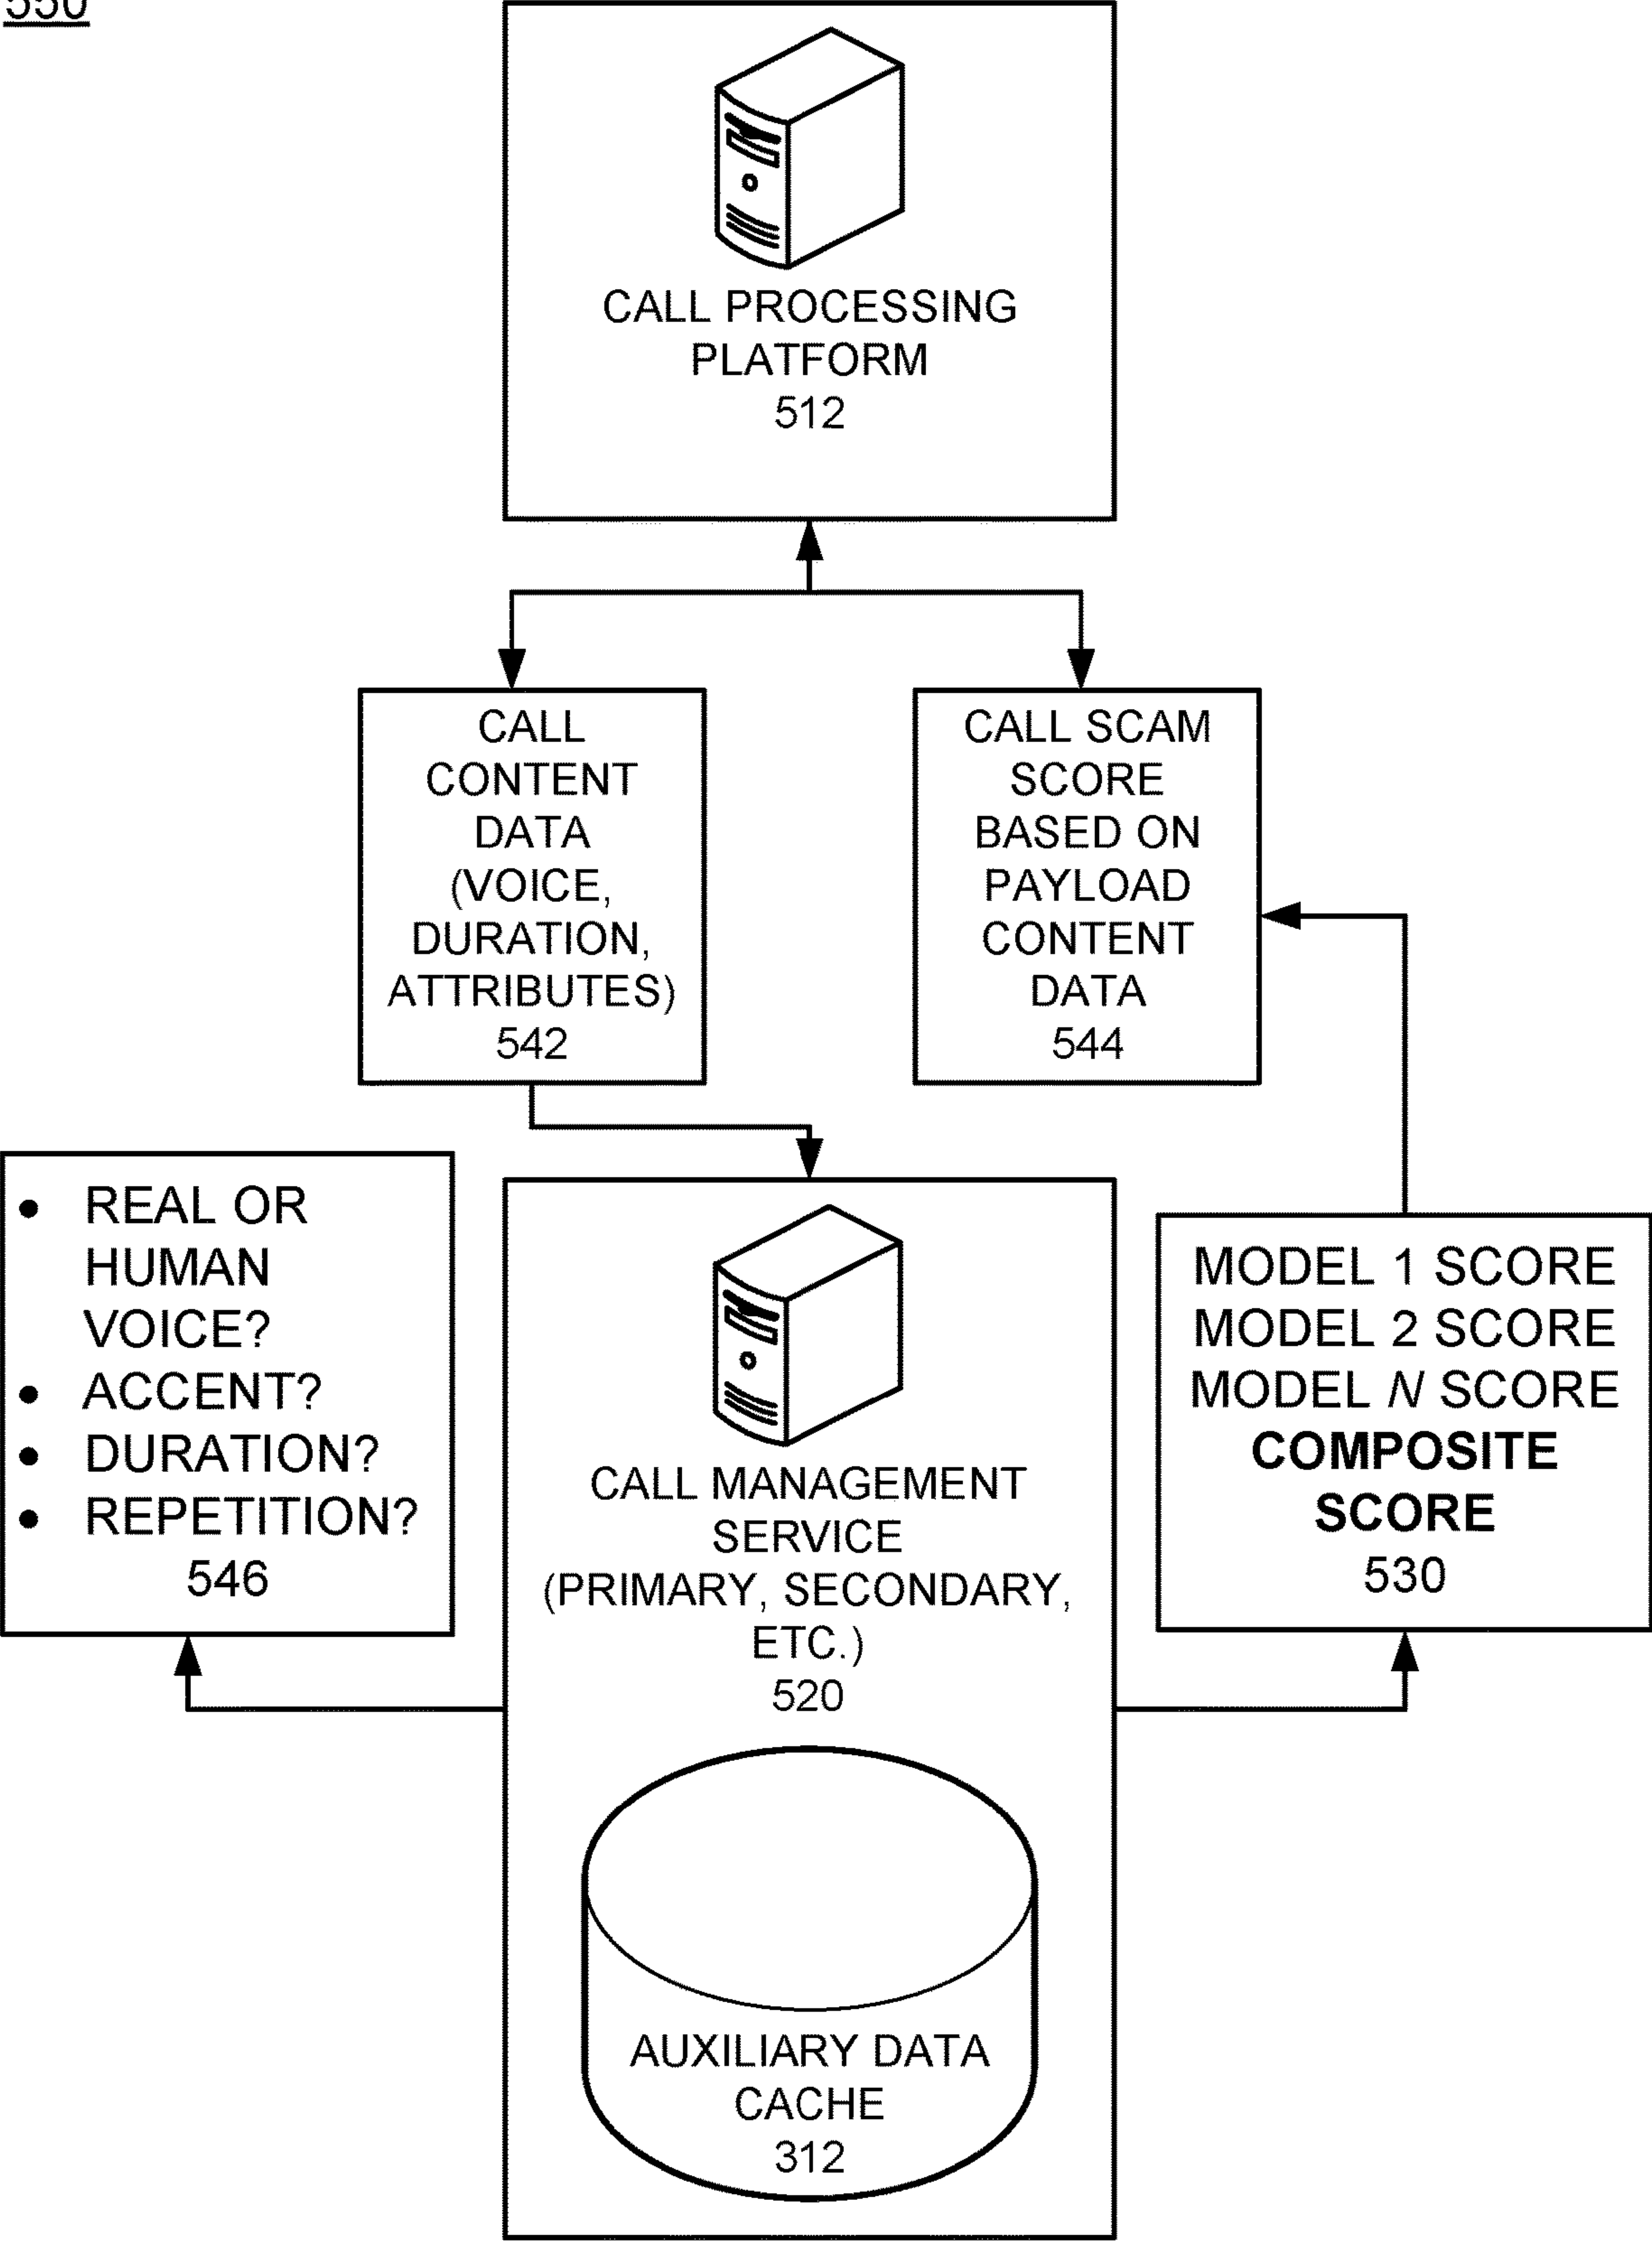 550
CALL PROCESSING
PLATFORM
512
CALL
CONTENT
DATA
(VOICE,
DURATION,
ATTRIBUTES)
542
CALL SCAM
SCORE
BASED ON
PAYLOAD
CONTENT
DATA
544
• REAL OR
HUMAN
VOICE?
• ACCENT?
• DURATION?
• REPETITION?
546
CALL MANAGEMENT
SERVICE
(PRIMARY, SECONDARY,
ETC.)
520
MODEL 1 SCORE
MODEL 2 SCORE
MODEL N SCORE
COMPOSITE
SCORE
530
AUXILIARY DATA
CACHE
312